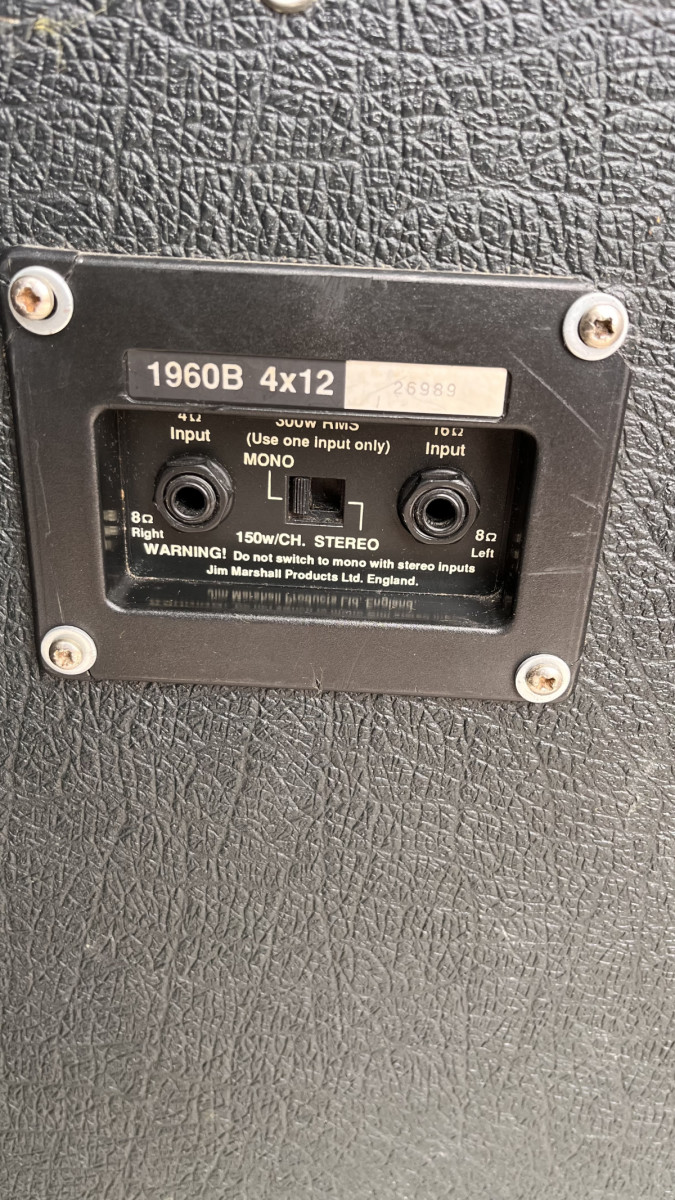 1960B 4x12 26989
4Ω 300w RMS 16Ω
Input (Use one input only) Input
MONO
8Ω 150w/CH. STEREO 8Ω
Right Left
WARNING! Do not switch to mono with stereo inputs
Jim Marshall Products Ltd. England.